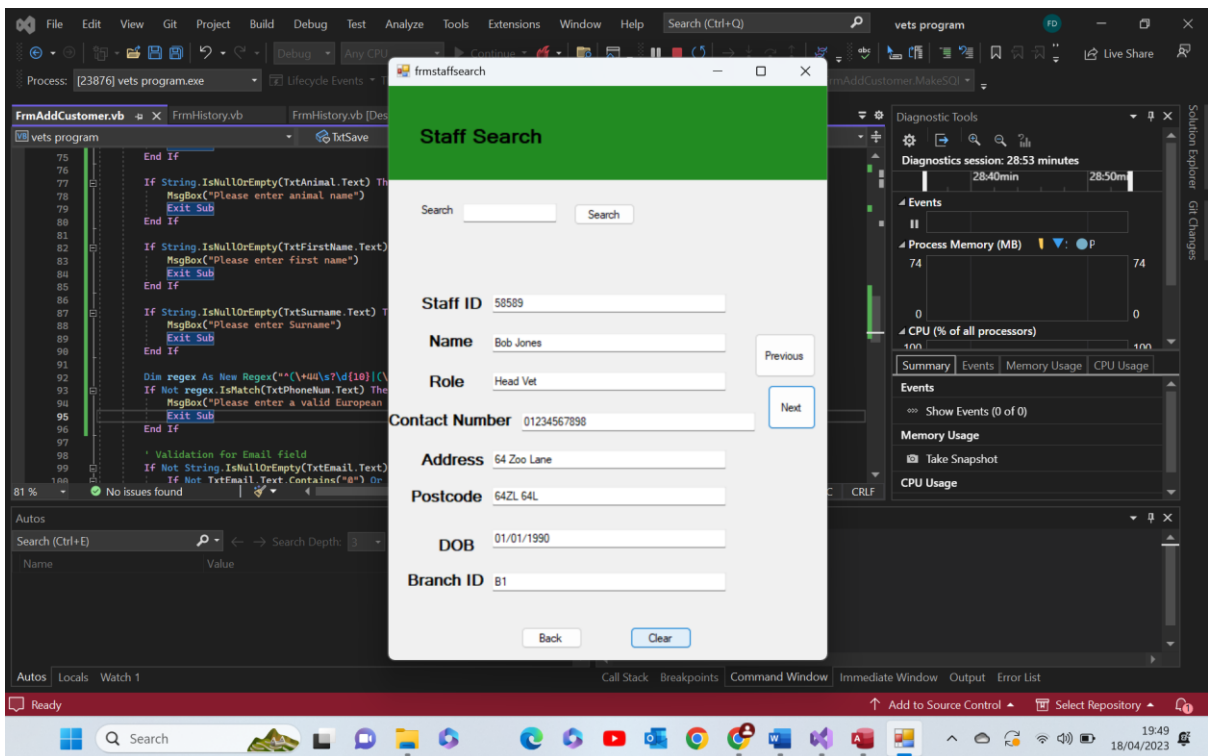 File Edit View Git Project Build Debug Test Analyze Tools Extensions Window Help Search (Ctrl+Q) vets program FD
Debug Any CPU Continue Live Share
Process: [23876] vets program.exe Lifecycle Events
FrmAddCustomer.vb FrmHistory.vb FrmHistory.vb [Des
vets program TxtSave
75 End If
76
77 If String.IsNullOrEmpty(TxtAnimal.Text) Th
78 MsgBox("Please enter animal name")
79 Exit Sub
80 End If
81
82 If String.IsNullOrEmpty(TxtFirstName.Text)
83 MsgBox("Please enter first name")
84 Exit Sub
85 End If
86
87 If String.IsNullOrEmpty(TxtSurname.Text) T
88 MsgBox("Please enter Surname")
89 Exit Sub
90 End If
91
92 Dim regex As New Regex("^(\+44\s?\d{10}|(\
93 If Not regex.IsMatch(TxtPhoneNum.Text) The
94 MsgBox("Please enter a valid European
95 Exit Sub
96 End If
97
98 ' Validation for Email field
99 If Not String.IsNullOrEmpty(TxtEmail.Text)
100 If Not TxtEmail.Text.Contains("@") Or
81 % No issues found CRLF
frmstaffsearch
Staff Search
Search Search
Staff ID 58589
Name Bob Jones
Role Head Vet
Contact Number 01234567898
Address 64 Zoo Lane
Postcode 64ZL 64L
DOB 01/01/1990
Branch ID B1
Previous
Next
Back Clear
rmAddCustomer.MakeSQl
Diagnostic Tools
Diagnostics session: 28:53 minutes
28:40min 28:50m
Events
Process Memory (MB) P
74 74
0 0
CPU (% of all processors)
100 100
Summary Events Memory Usage CPU Usage
Events
Show Events (0 of 0)
Memory Usage
Take Snapshot
CPU Usage
Solution Explorer
Git Changes
Autos
Search (Ctrl+E) Search Depth: 3
Name Value
Autos Locals Watch 1
Call Stack Breakpoints Command Window Immediate Window Output Error List
Ready Add to Source Control Select Repository
Search
19:49
18/04/2023